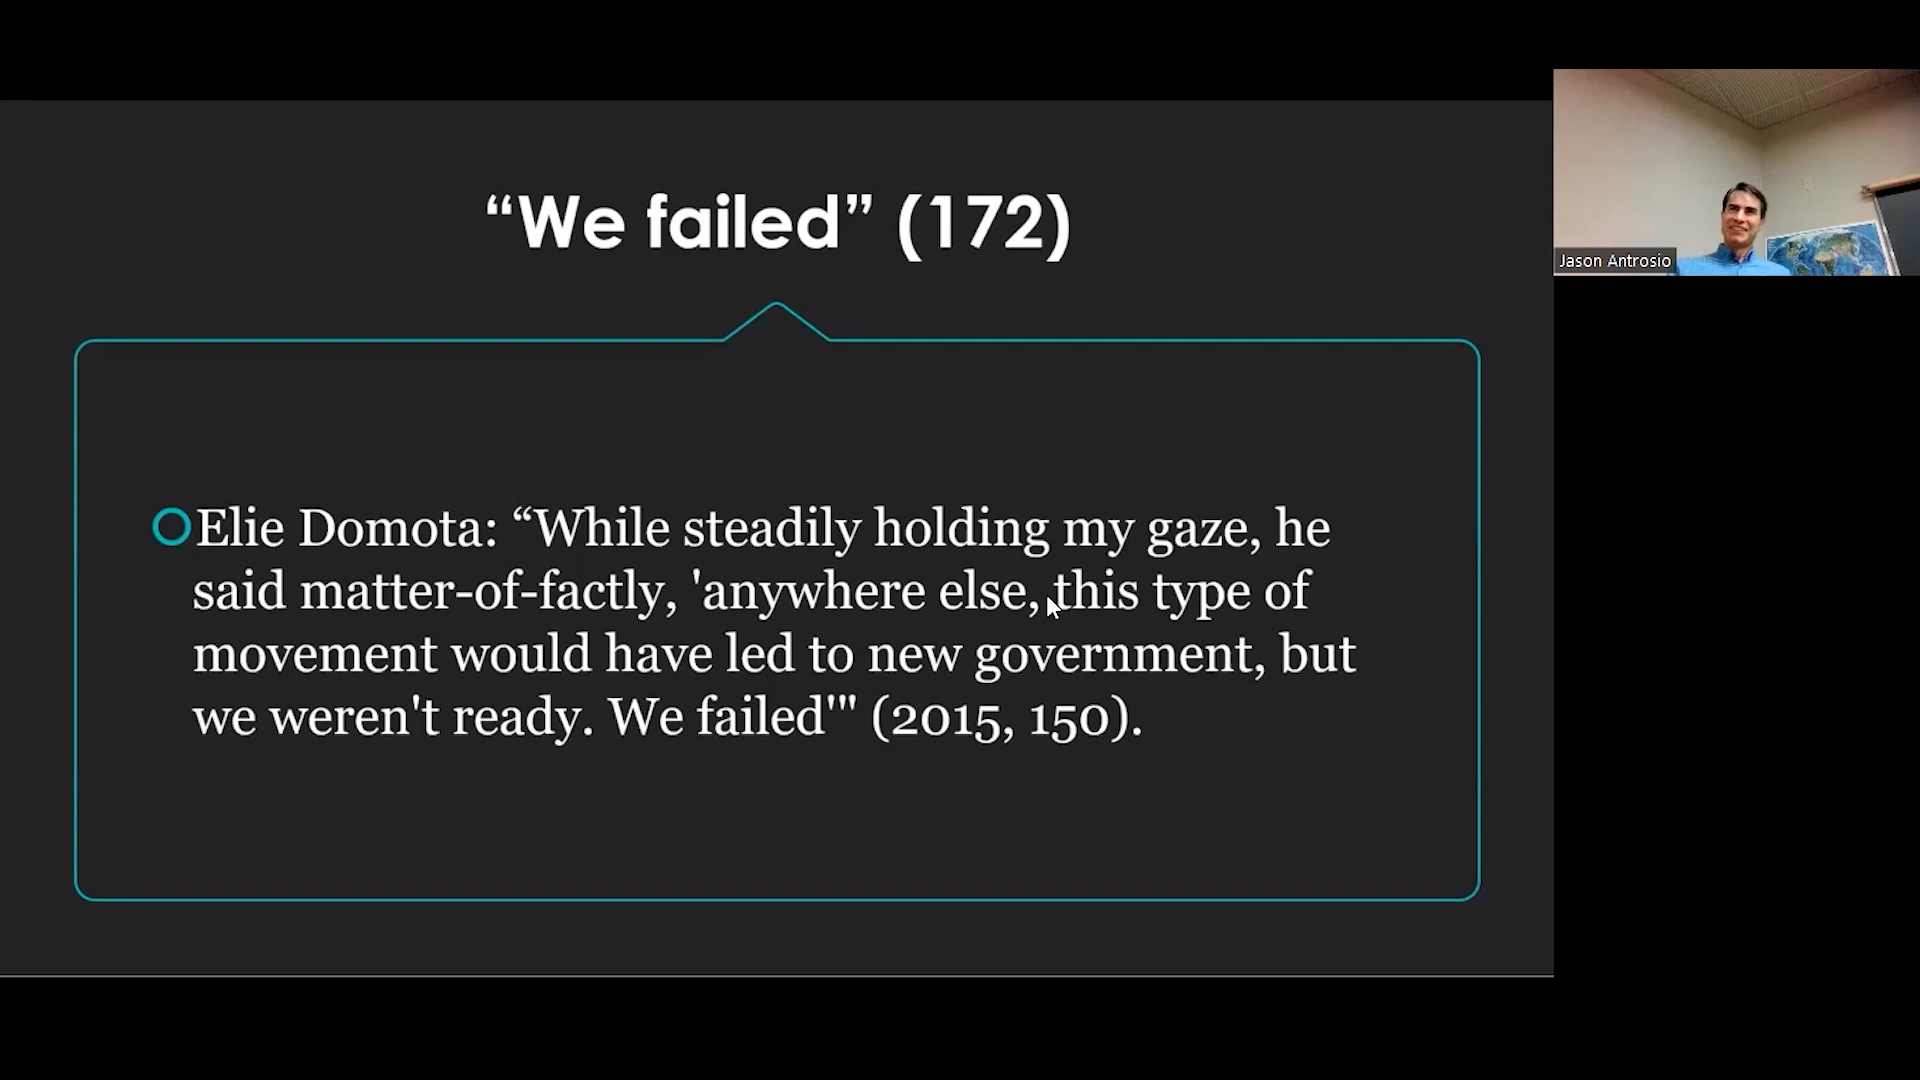 “We failed” (172)
Elie Domota: “While steadily holding my gaze, he
said matter-of-factly, 'anywhere else, this type of
movement would have led to new government, but
we weren't ready. We failed'" (2015, 150).
Jason Antrosio